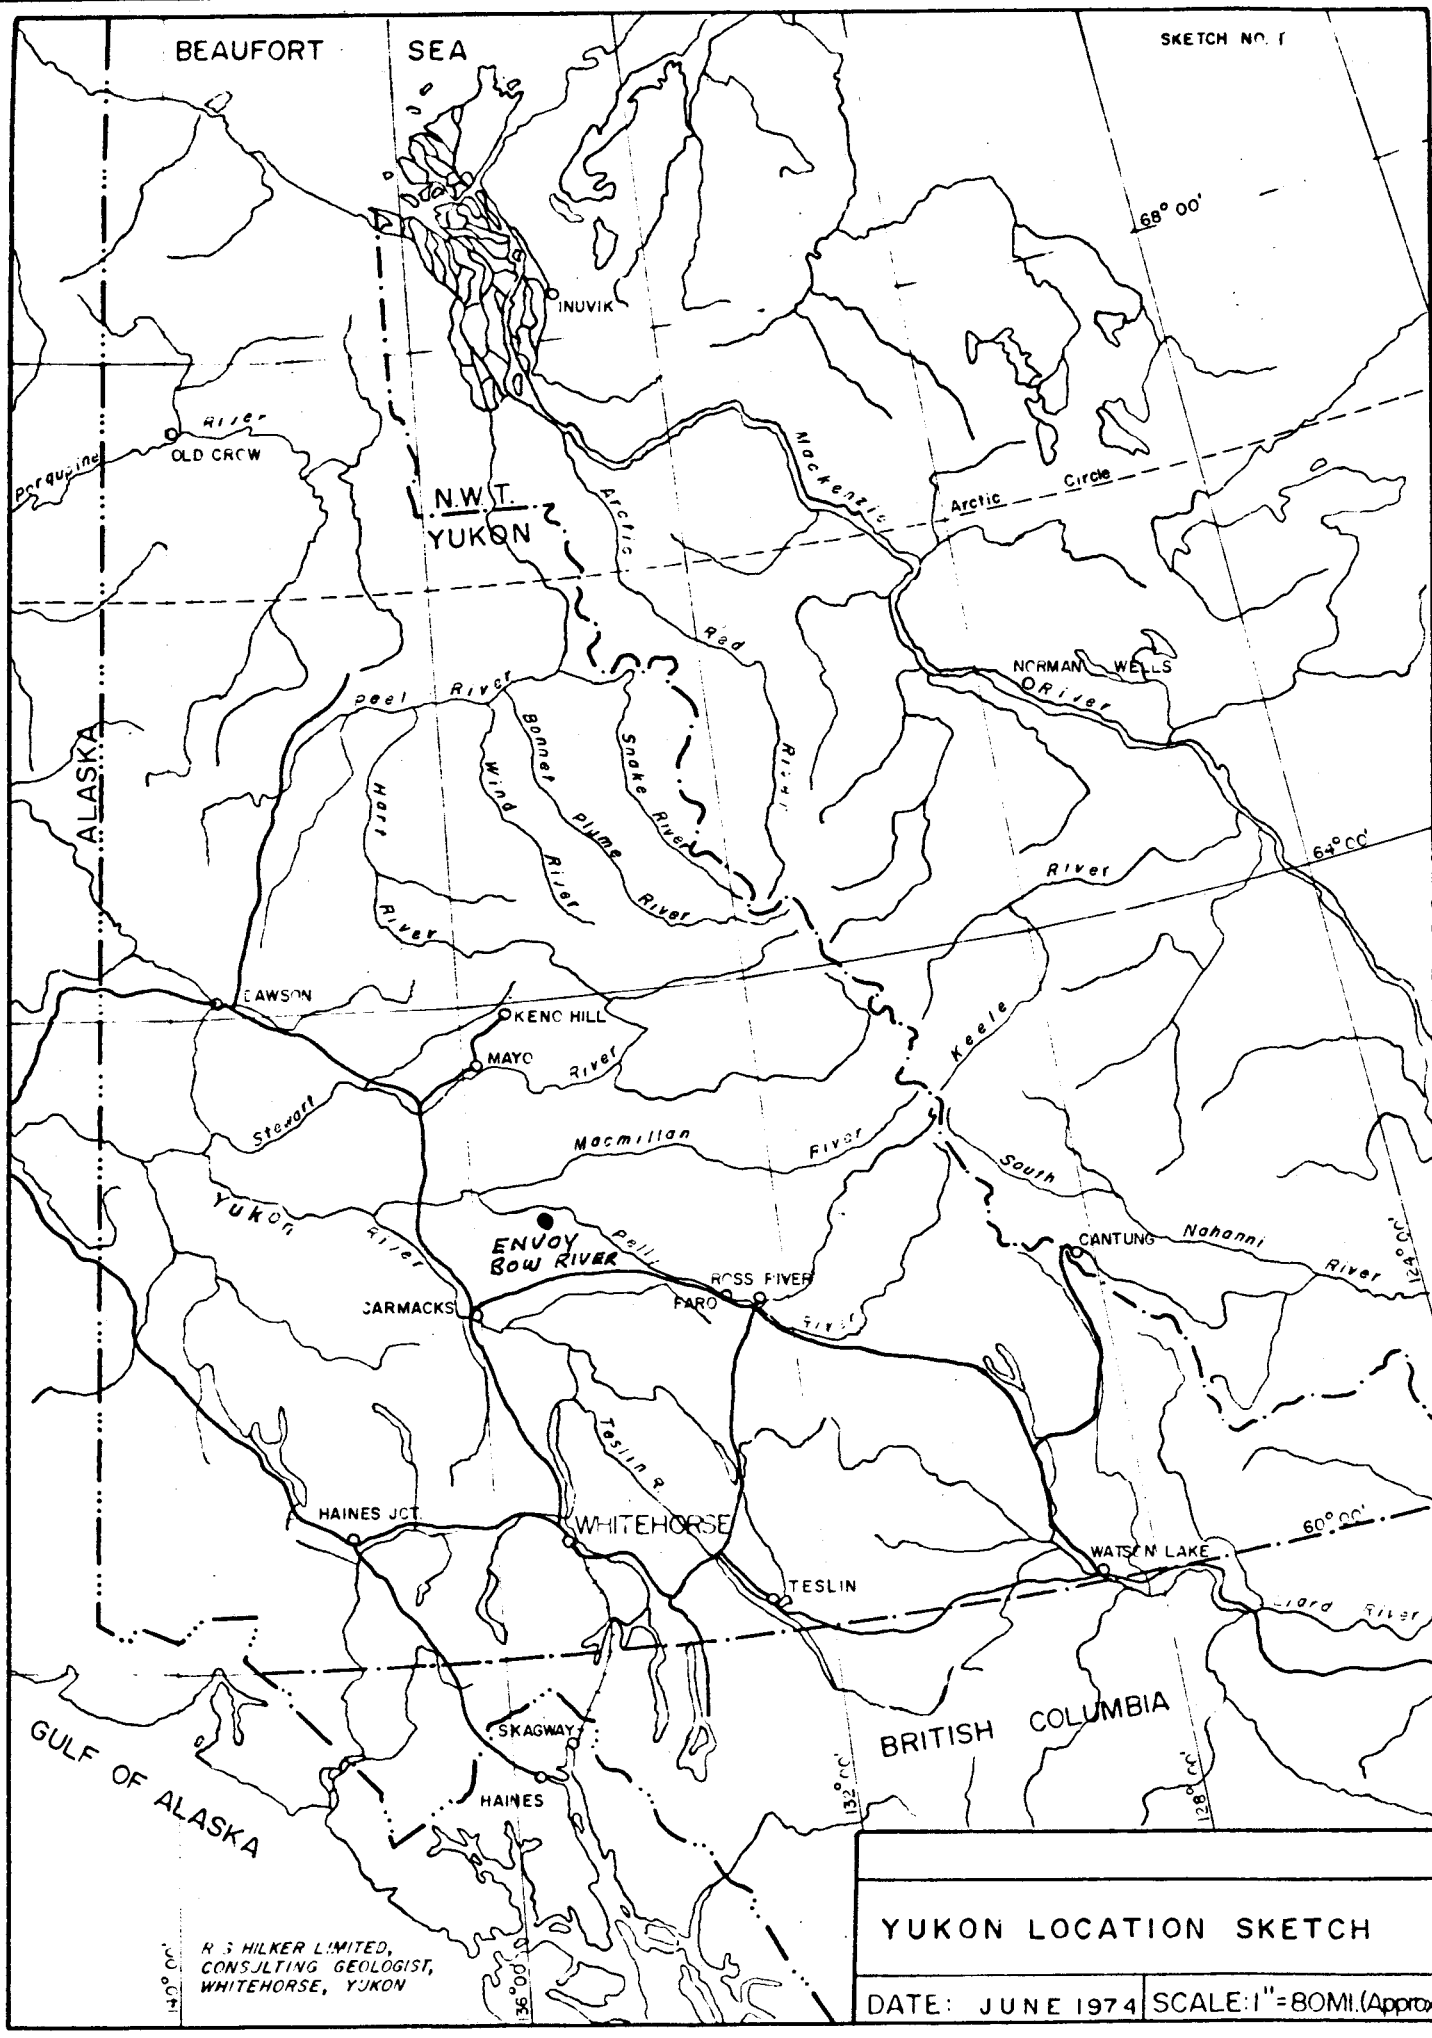 BEAUFORT SEA
SKETCH NO. 1
68° 00'
INUVIK
River
OLD CROW
Porqupine
N.W.T.
YUKON
Mackenzie
Arctic
Arctic Circle
Red
NORMAN WELLS
River
Peel River
Bonnet
Snake River
River
Wind
Hart
ALASKA
Plume
64° 00'
River
River
River
River
DAWSON
KENO HILL
Keele
MAYO
River
Stewart
Macmillan River
South
Yukon
River
ENVOY
BOW RIVER
Pelly
CANTUNG
Nahanni
River
124° 00'
ROSS RIVER
FARO
CARMACKS
River
Teslin R.
HAINES JCT.
WHITEHORSE
60° 00'
WATSON LAKE
TESLIN
Liard River
BRITISH COLUMBIA
SKAGWAY
GULF OF ALASKA
HAINES
132° 00'
128° 00'
140° 00'
136° 00'
R S HILKER LIMITED,
CONSULTING GEOLOGIST,
WHITEHORSE, YUKON
YUKON LOCATION SKETCH
DATE: JUNE 1974
SCALE: 1"=80MI.(Approx